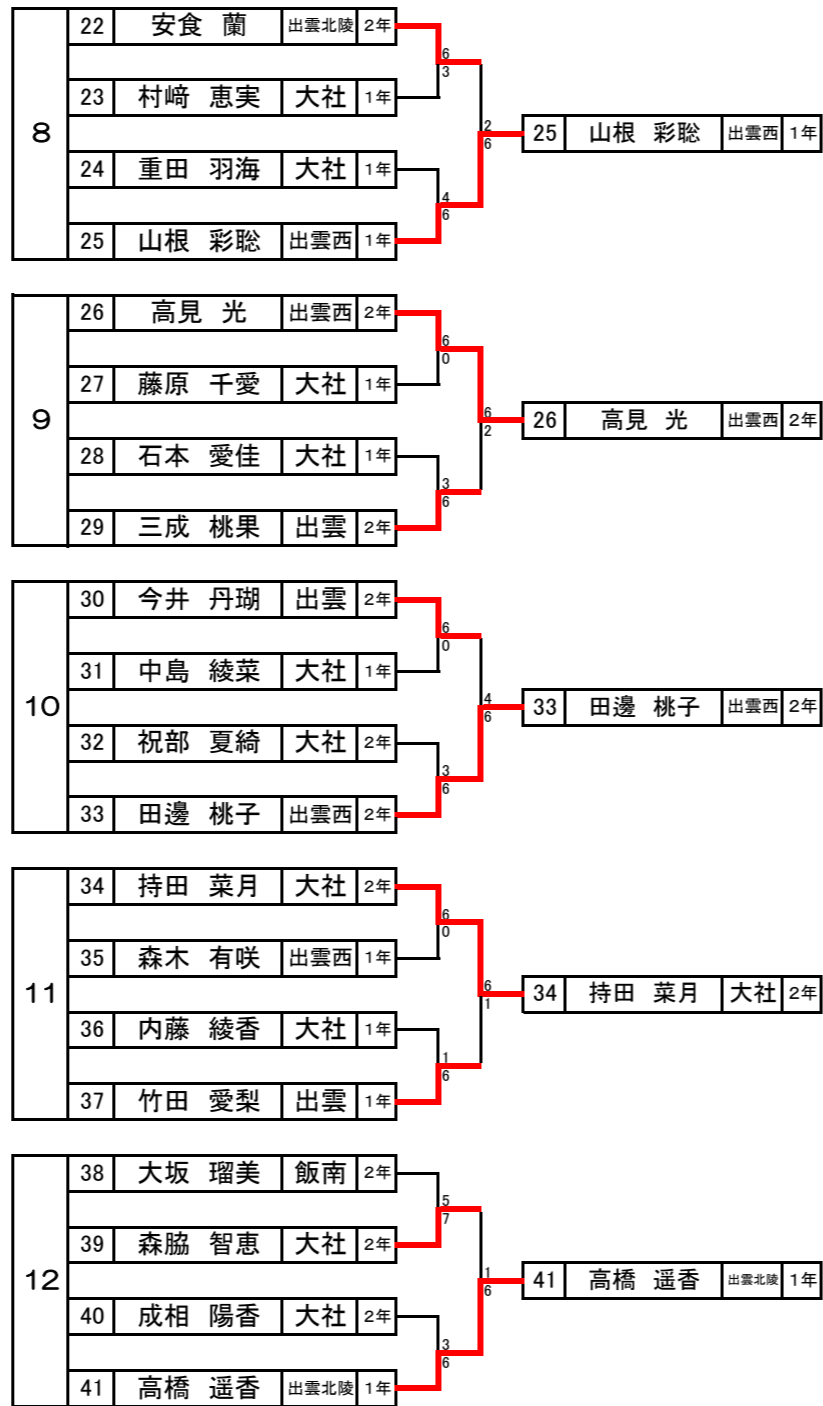 22 安食 蘭 出雲北陵 2年
6
3
23 村﨑 恵実 大社 1年
8
2
6
25 山根 彩聡 出雲西 1年
24 重田 羽海 大社 1年
4
6
25 山根 彩聡 出雲西 1年
26 高見 光 出雲西 2年
6
0
27 藤原 千愛 大社 1年
9
6
2
26 高見 光 出雲西 2年
28 石本 愛佳 大社 1年
3
6
29 三成 桃果 出雲 2年
30 今井 丹瑚 出雲 2年
6
0
31 中島 綾菜 大社 1年
10
4
6
33 田邊 桃子 出雲西 2年
32 祝部 夏綺 大社 2年
3
6
33 田邊 桃子 出雲西 2年
34 持田 菜月 大社 2年
6
0
35 森木 有咲 出雲西 1年
11
6
1
34 持田 菜月 大社 2年
36 内藤 綾香 大社 1年
1
6
37 竹田 愛梨 出雲 1年
38 大坂 瑠美 飯南 2年
5
7
39 森脇 智恵 大社 2年
12
1
6
41 高橋 遥香 出雲北陵 1年
40 成相 陽香 大社 2年
3
6
41 高橋 遥香 出雲北陵 1年